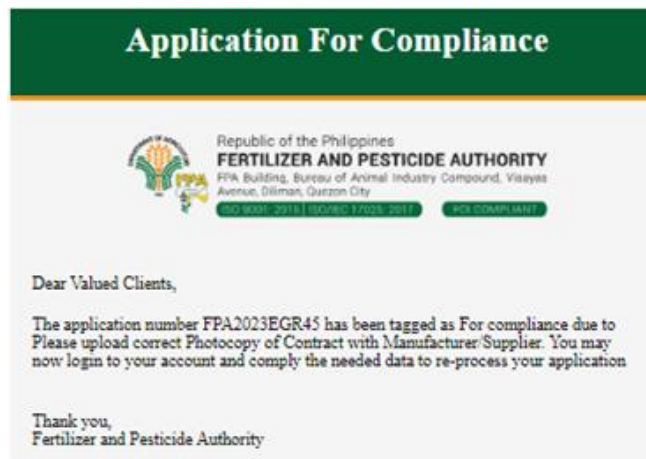 Application For Compliance
Republic of the Philippines
FERTILIZER AND PESTICIDE AUTHORITY
FPA Building, Bureau of Animal Industry Compound, Visayas
Avenue, Diliman, Quezon City
ISO 9001: 2015 | ISO/IEC 17025: 2017 FOI COMPLIANT
FPA
Dear Valued Clients,
The application number FPA2023EGR45 has been tagged as For compliance due to
Please upload correct Photocopy of Contract with Manufacturer/Supplier. You may
now login to your account and comply the needed data to re-process your application
Thank you,
Fertilizer and Pesticide Authority